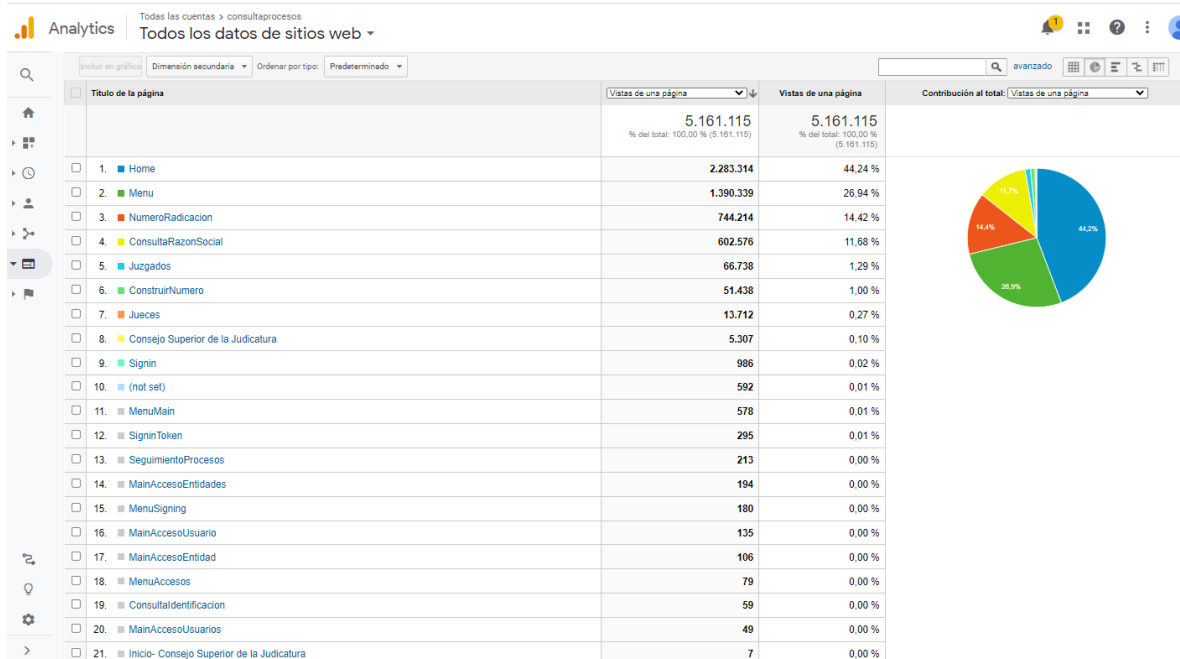 Analytics
Todas las cuentas > consultaprocesos
Todos los datos de sitios web
1
Incluir en gráfico Dimensión secundaria Ordenar por tipo: Predeterminado avanzado
Título de la página Vistas de una página Vistas de una página Contribución al total: Vistas de una página
5.161.115 5.161.115
% del total: 100,00 % (5.161.115) % del total: 100,00 %
(5.161.115)
1. Home 2.283.314 44,24 %
2. Menu 1.390.339 26,94 %
3. NumeroRadicacion 744.214 14,42 %
4. ConsultaRazonSocial 602.576 11,68 %
5. Juzgados 66.738 1,29 %
6. ConstruirNumero 51.438 1,00 %
7. Jueces 13.712 0,27 %
8. Consejo Superior de la Judicatura 5.307 0,10 %
9. Signin 986 0,02 %
10. (not set) 592 0,01 %
11. MenuMain 578 0,01 %
12. SigninToken 295 0,01 %
13. SeguimientoProcesos 213 0,00 %
14. MainAccesoEntidades 194 0,00 %
15. MenuSigning 180 0,00 %
16. MainAccesoUsuario 135 0,00 %
17. MainAccesoEntidad 106 0,00 %
18. MenuAccesos 79 0,00 %
19. ConsultaIdentificacion 59 0,00 %
20. MainAccesoUsuarios 49 0,00 %
21. Inicio- Consejo Superior de la Judicatura 7 0,00 %
11,7%
14,4%
44,2%
26,9%